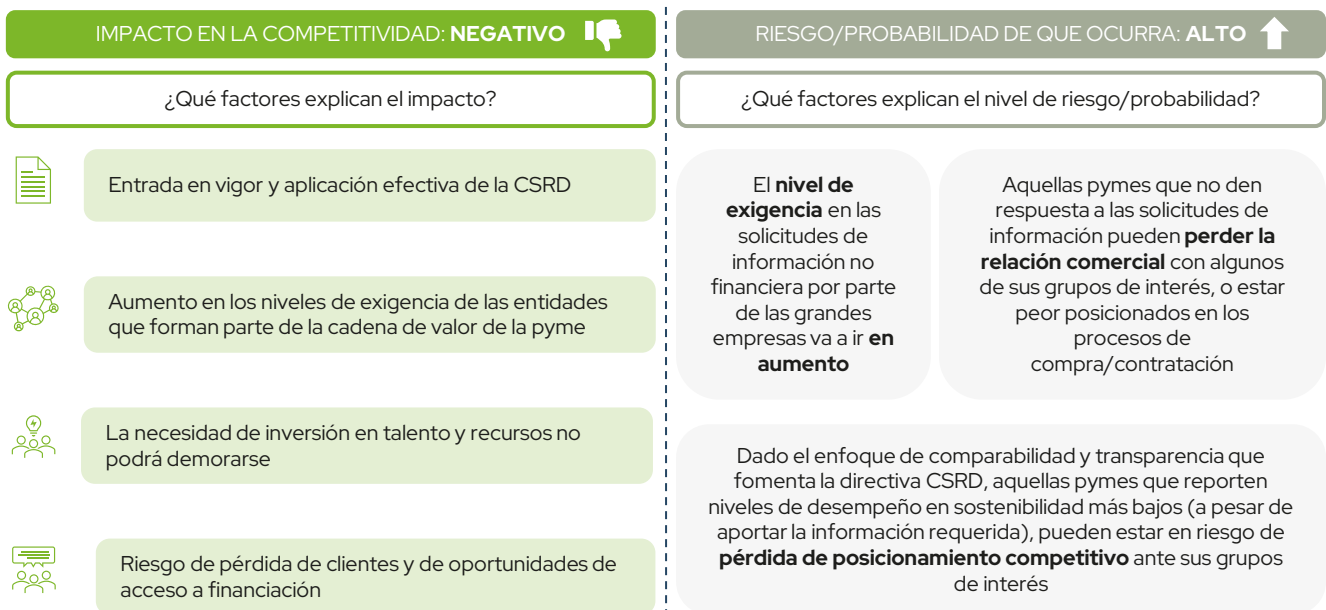 IMPACTO EN LA COMPETITIVIDAD: NEGATIVO
¿Qué factores explican el impacto?
Entrada en vigor y aplicación efectiva de la CSRD
Aumento en los niveles de exigencia de las entidades
que forman parte de la cadena de valor de la pyme
La necesidad de inversión en talento y recursos no
podrá demorarse
Riesgo de pérdida de clientes y de oportunidades de
acceso a financiación
RIESGO/PROBABILIDAD DE QUE OCURRA: ALTO
¿Qué factores explican el nivel de riesgo/probabilidad?
El nivel de
exigencia en las
solicitudes de
información no
financiera por parte
de las grandes
empresas va a ir en
aumento
Aquellas pymes que no den
respuesta a las solicitudes de
información pueden perder la
relación comercial con algunos
de sus grupos de interés, o estar
peor posicionados en los
procesos de
compra/contratación
Dado el enfoque de comparabilidad y transparencia que
fomenta la directiva CSRD, aquellas pymes que reporten
niveles de desempeño en sostenibilidad más bajos (a pesar de
aportar la información requerida), pueden estar en riesgo de
pérdida de posicionamiento competitivo ante sus grupos
de interés